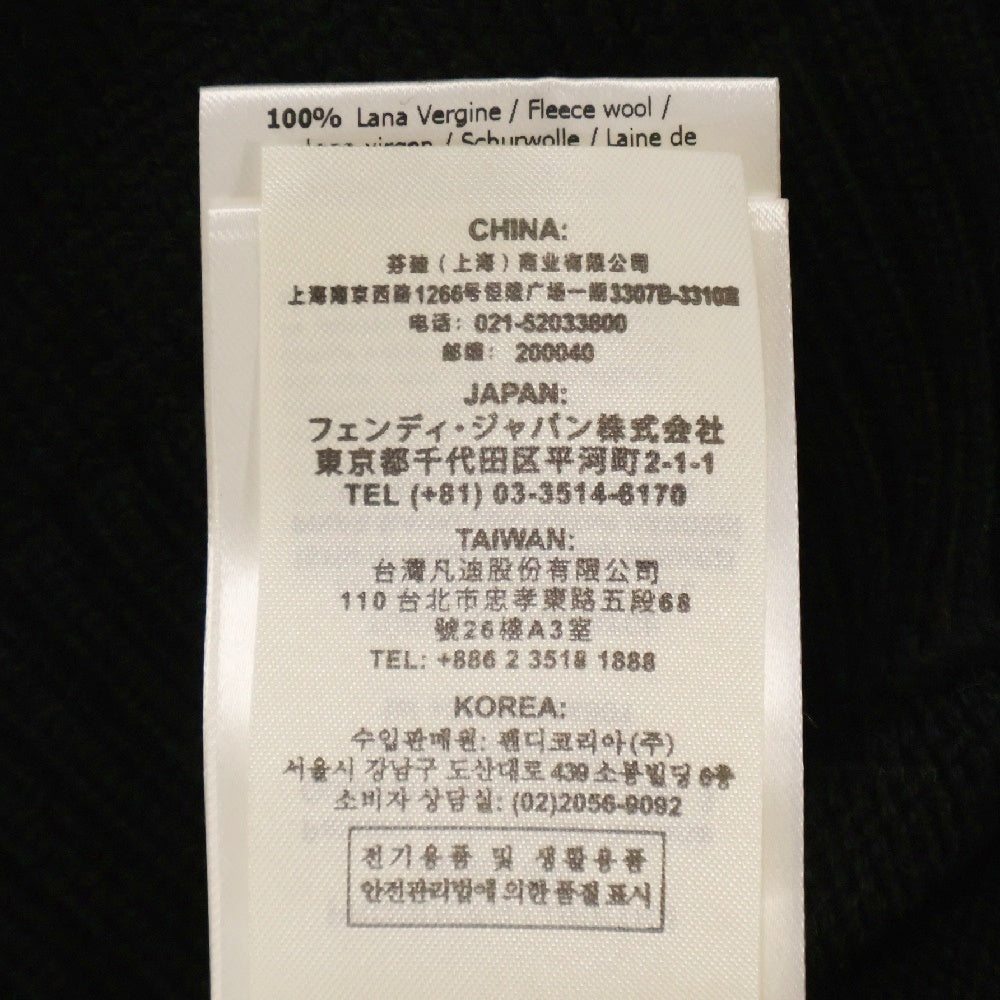 100% Lana Vergine / Fleece wool /
Lana virgen / Schurwolle / Laine de
CHINA:
芬迪（上海）商业有限公司
上海南京西路1266号恒隆广场一期3307B-3310室
电话：021-52033800
邮编：200040
JAPAN:
フェンディ・ジャパン株式会社
東京都千代田区平河町2-1-1
TEL (+81) 03-3514-6170
TAIWAN:
台灣凡迪股份有限公司
110 台北市忠孝東路五段68
號26樓A3室
TEL: +886 2 3518 1888
KOREA:
수입판매원: 펜디코리아(주)
서울시 강남구 도산대로 439 소봉빌딩 6층
소비자 상담실: (02)2056-9092
전기용품 및 생활용품
안전관리법에 의한 품질 표시